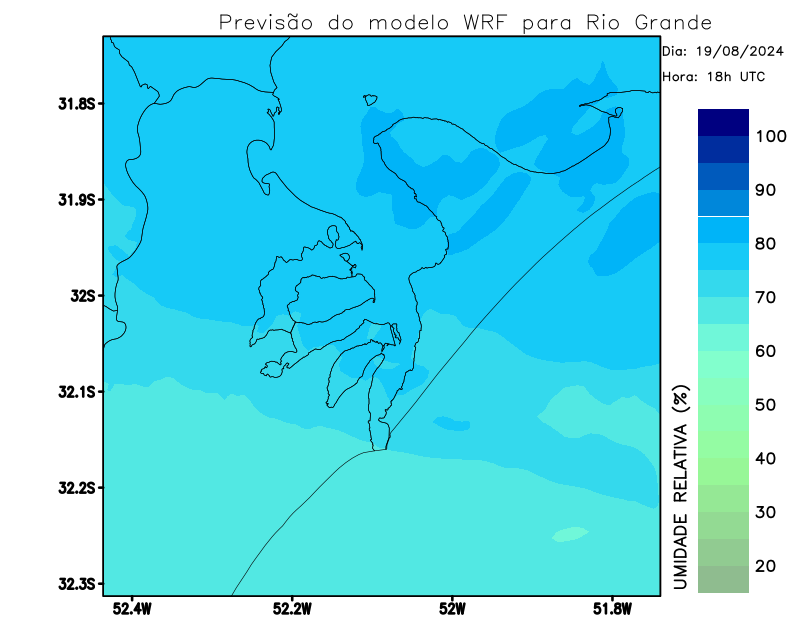 Previsão do modelo WRF para Rio Grande
Dia: 19/08/2024
Hora: 18h UTC
31.8S
31.9S
32S
32.1S
32.2S
32.3S
52.4W
52.2W
52W
51.8W
100
90
80
70
60
50
40
30
20
UMIDADE RELATIVA (%)